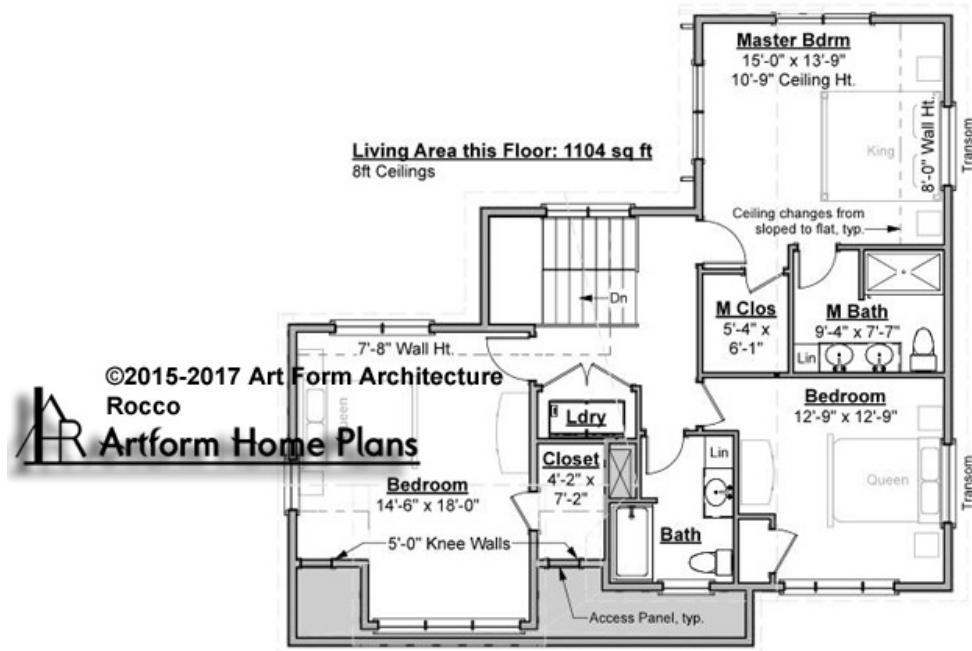 Master Bdrm
15'-0" x 13'-9"
10'-9" Ceiling Ht.
8'-0" Wall Ht.
King
Transom
Living Area this Floor: 1104 sq ft
8ft Ceilings
Ceiling changes from
sloped to flat, typ.
Dn
M Clos
5'-4" x
6'-1"
M Bath
9'-4" x 7'-7"
Lin
7'-8" Wall Ht.
©2015-2017 Art Form Architecture
Rocco
Artform Home Plans
Queen
Bedroom
14'-6" x 18'-0"
Ldry
Closet
4'-2" x
7'-2"
Lin
Bath
Bedroom
12'-9" x 12'-9"
Queen
Transom
5'-0" Knee Walls
Access Panel, typ.